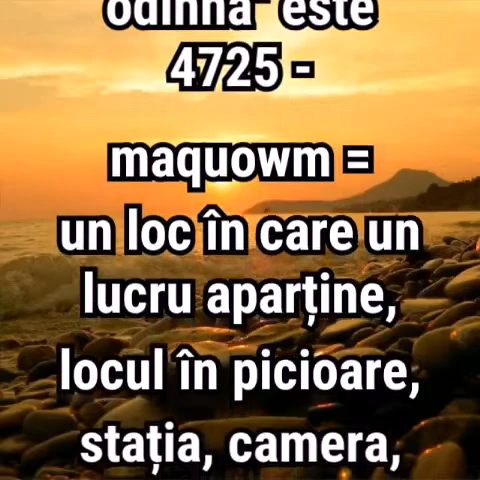 odihnă" este
4725 -
maquowm =
un loc în care un
lucru aparține,
locul în picioare,
stația, camera,